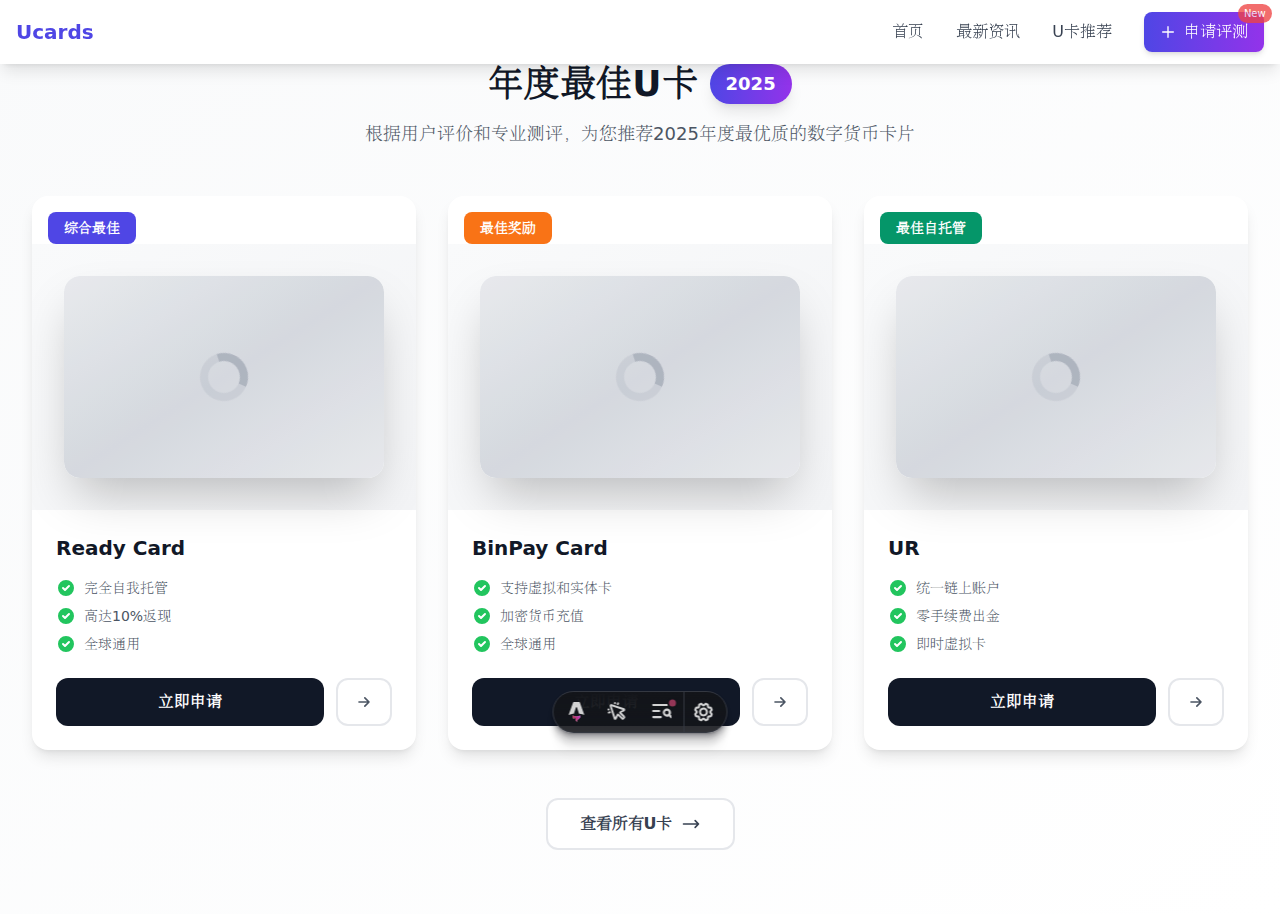 Ucards
首页
最新资讯
U卡推荐
申请评测
New
年度最佳U卡
2025
根据用户评价和专业测评，为您推荐2025年度最优质的数字货币卡片
综合最佳
Ready Card
完全自我托管
高达10%返现
全球通用
立即申请
最佳奖励
BinPay Card
支持虚拟和实体卡
加密货币充值
全球通用
最佳自托管
UR
统一链上账户
零手续费出金
即时虚拟卡
立即申请
查看所有U卡